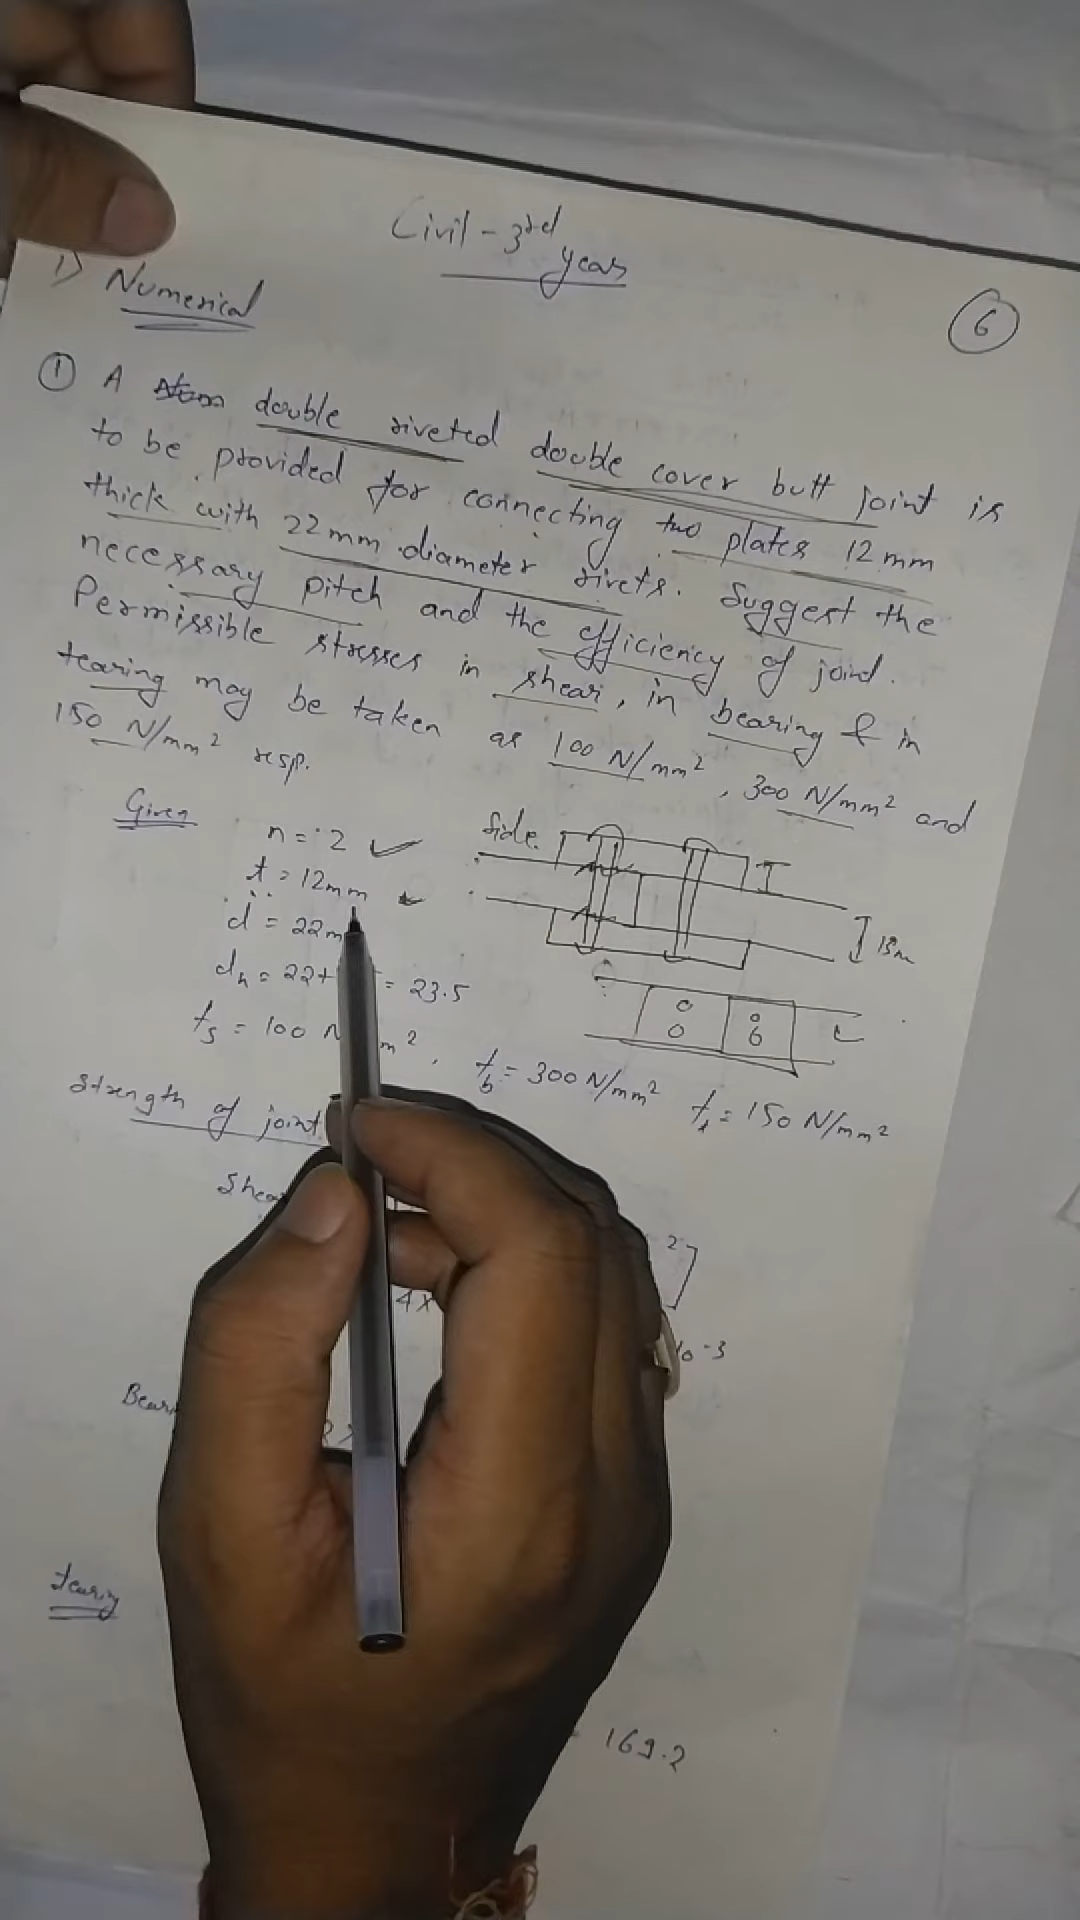 Civil - 3rd year
1) Numerical
6
① A double riveted double cover butt joint is
to be provided for connecting two plates 12 mm
thick with 22 mm diameter rivets. Suggest the
necessary pitch and the efficiency of joint.
Permissible stresses in shear, in bearing & in
tearing may be taken as 100 N/mm², 300 N/mm² and
150 N/mm² resp.
Given
n = 2 ✓
Side
t = 12mm
d = 22m
dh = 22+ = 23.5
fs = 100 N m², fb = 300 N/mm² ft = 150 N/mm²
Strength of joint
Shea
2]
4×
10-3
Beari
2×
tearing
169.2